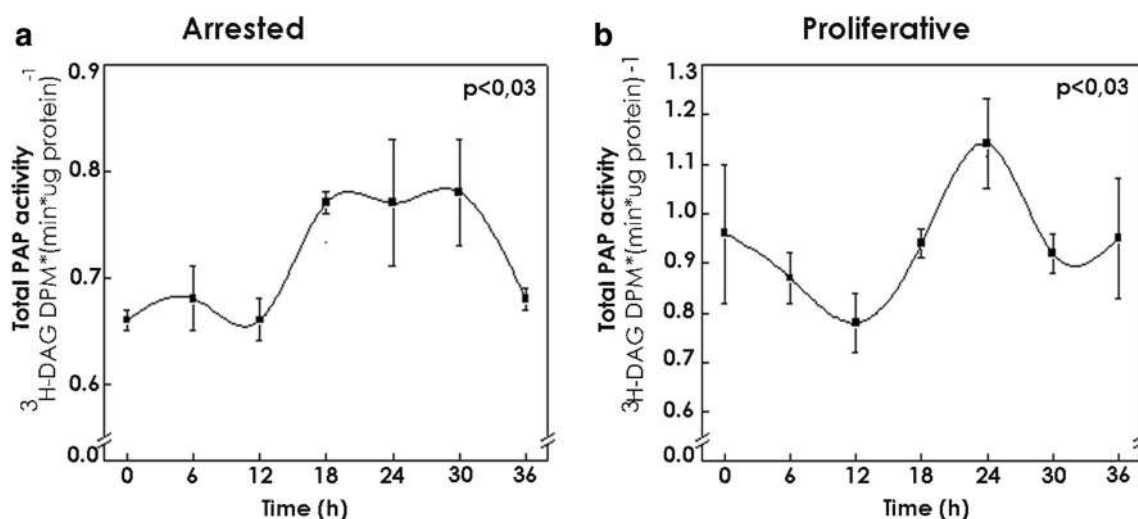 a
Arrested
Total PAP activity
³H-DAG DPM*(min*ug protein)⁻¹
0.9
0.8
0.7
0.6
0.0
p<0,03
0 6 12 18 24 30 36
Time (h)
b
Proliferative
Total PAP activity
³H-DAG DPM*(min*ug protein)-1
1.3
1.2
1.1
1.0
0.9
0.8
0.7
0.6
0.0
p<0,03
0 6 12 18 24 30 36
Time (h)